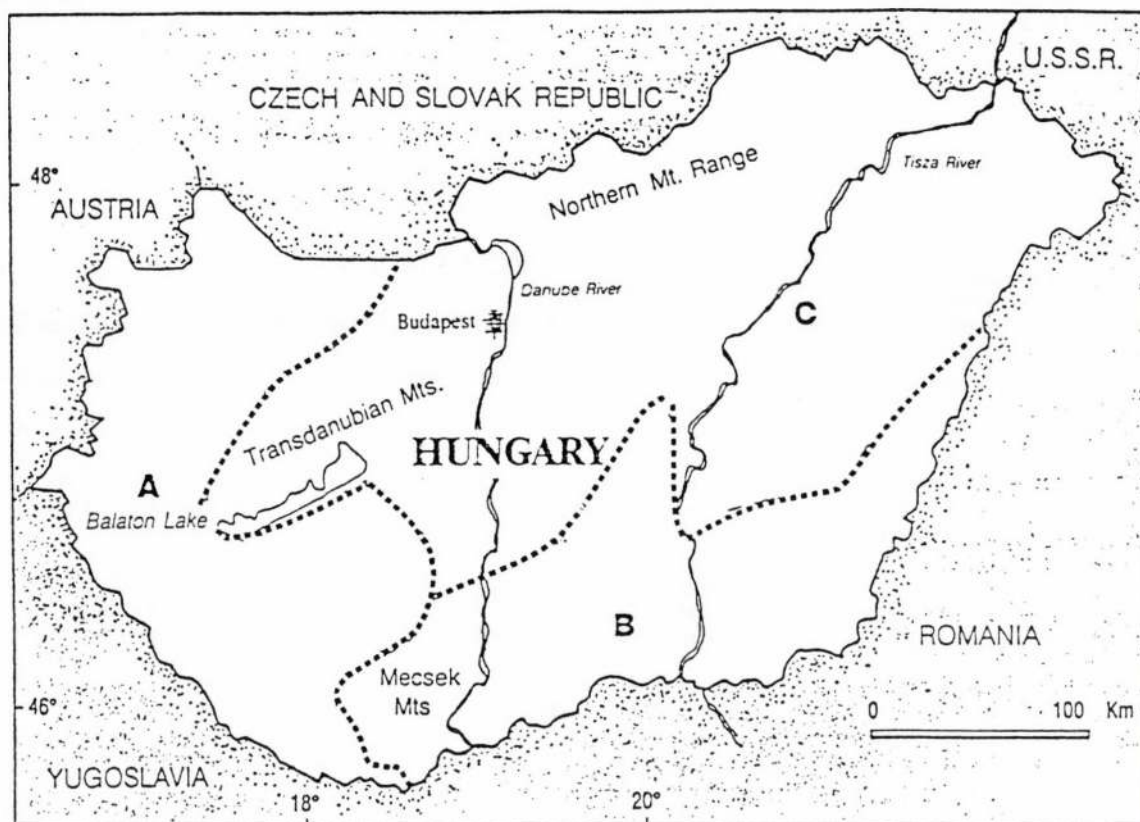 U.S.S.R.
CZECH AND SLOVAK REPUBLIC
Tisza River
Northern Mt. Range
48°
AUSTRIA
Danube River
C
Budapest
Transdanubian Mts.
HUNGARY
A
Balaton Lake
B
ROMANIA
Mecsek
Mts
46°
0 100 Km
YUGOSLAVIA
18° 20°